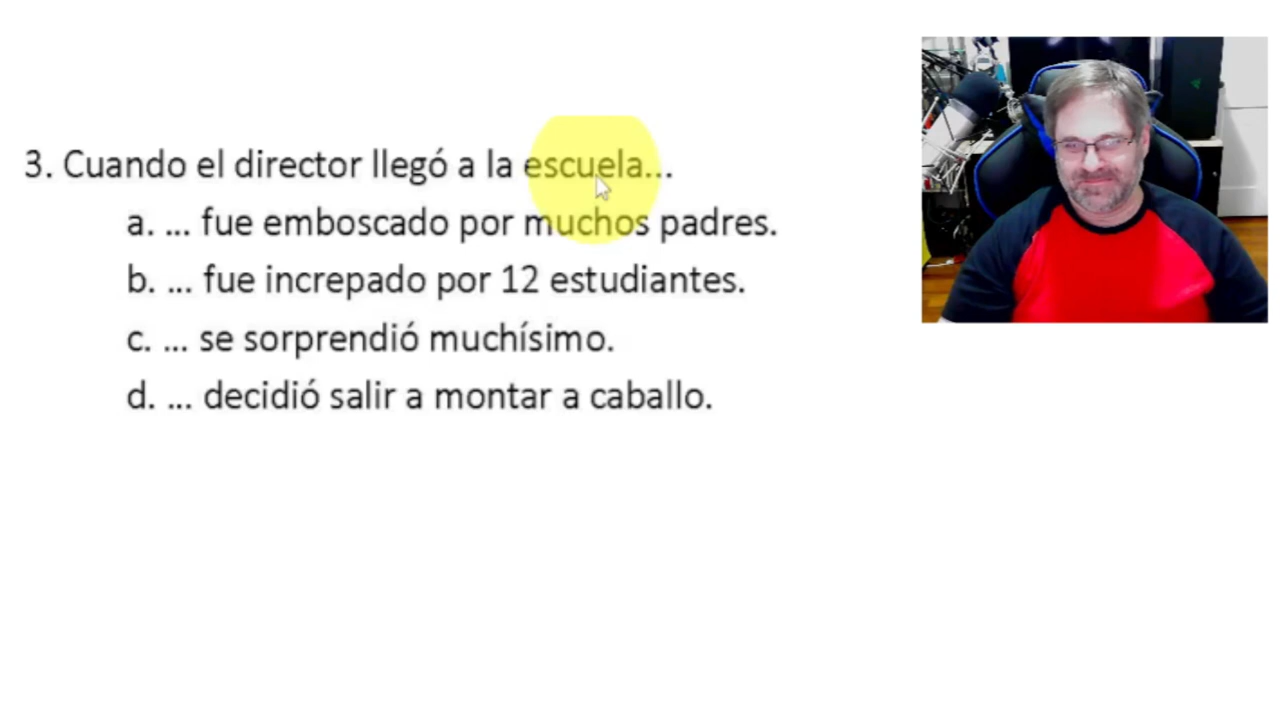 3. Cuando el director llegó a la escuela...
a. ... fue emboscado por muchos padres.
b. ... fue increpado por 12 estudiantes.
c. ... se sorprendió muchísimo.
d. ... decidió salir a montar a caballo.